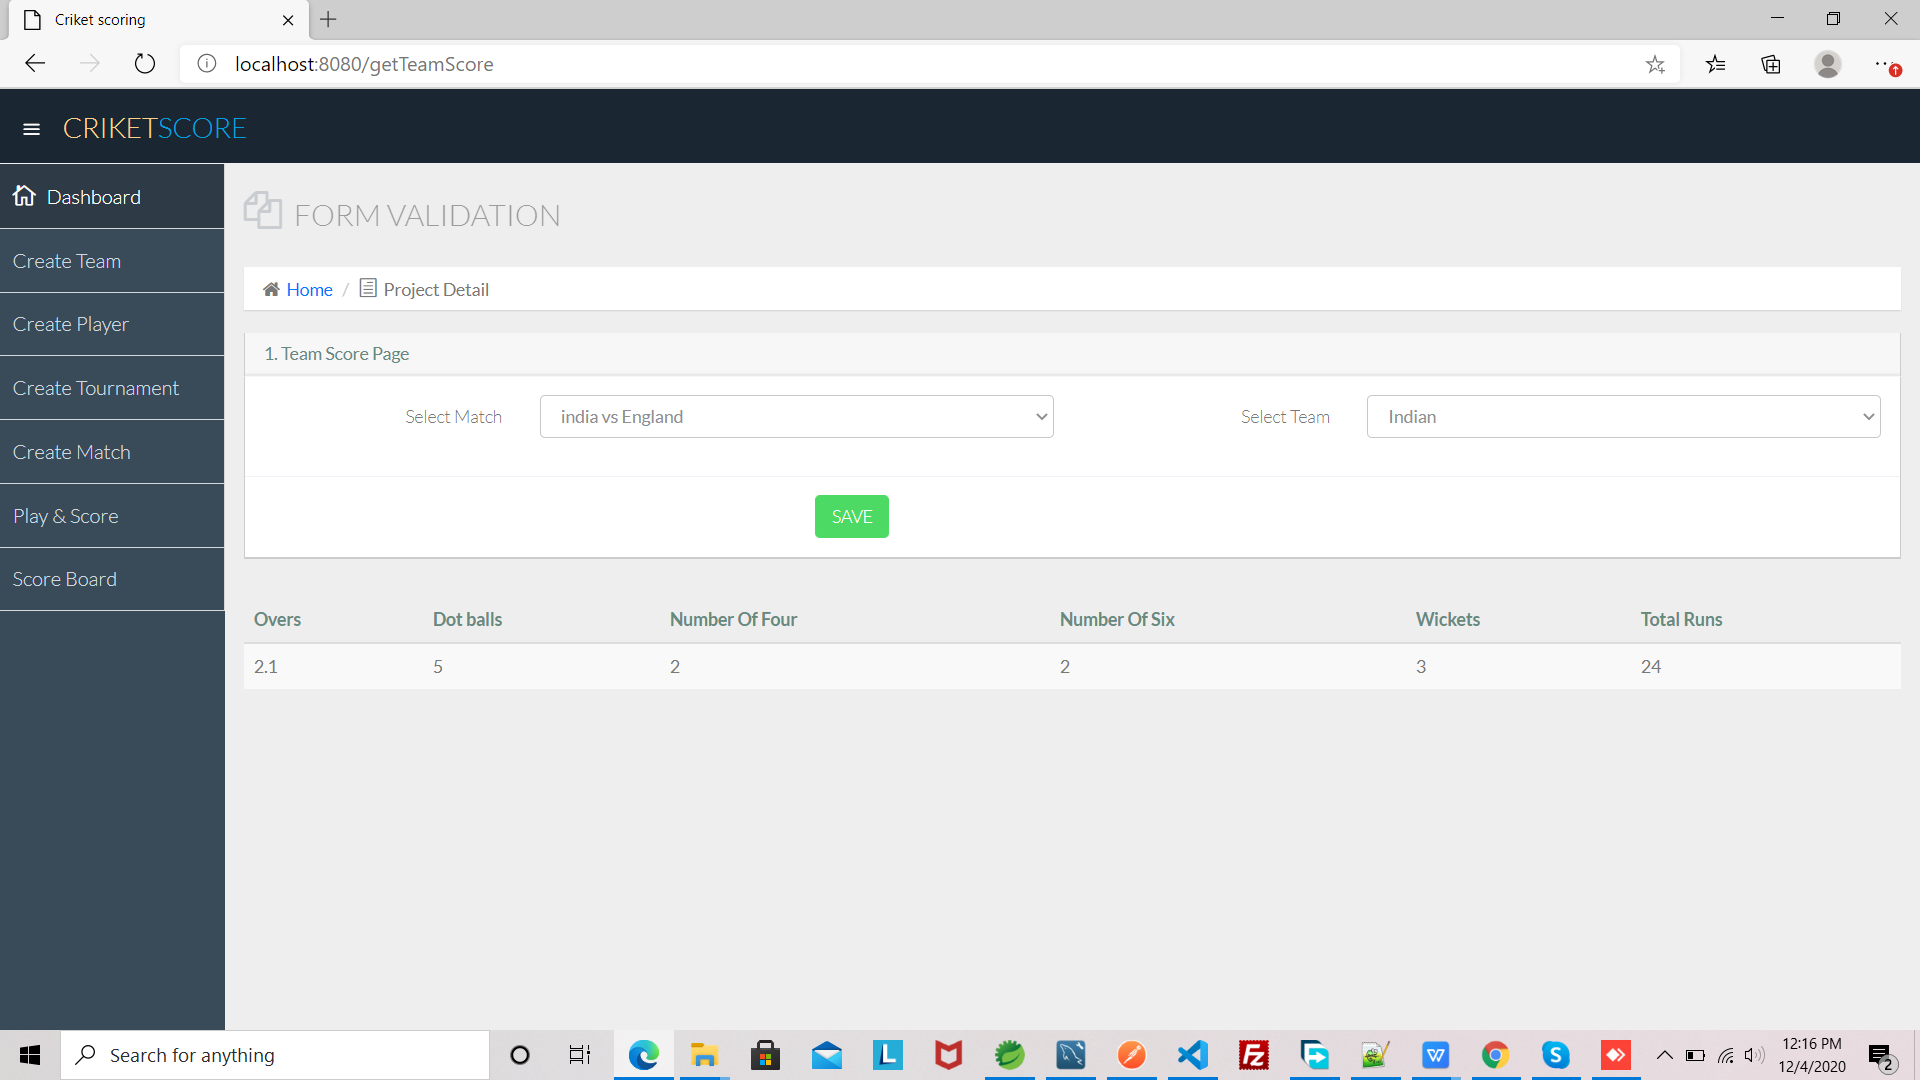 Criket scoring
localhost:8080/getTeamScore
CRIKETSCORE
Dashboard
Create Team
Create Player
Create Tournament
Create Match
Play & Score
Score Board
FORM VALIDATION
Home / Project Detail
1. Team Score Page
Select Match india vs England Select Team Indian
SAVE
Overs Dot balls Number Of Four Number Of Six Wickets Total Runs
2.1 5 2 2 3 24
Search for anything
L
Fz
W
S
12:16 PM
12/4/2020
2